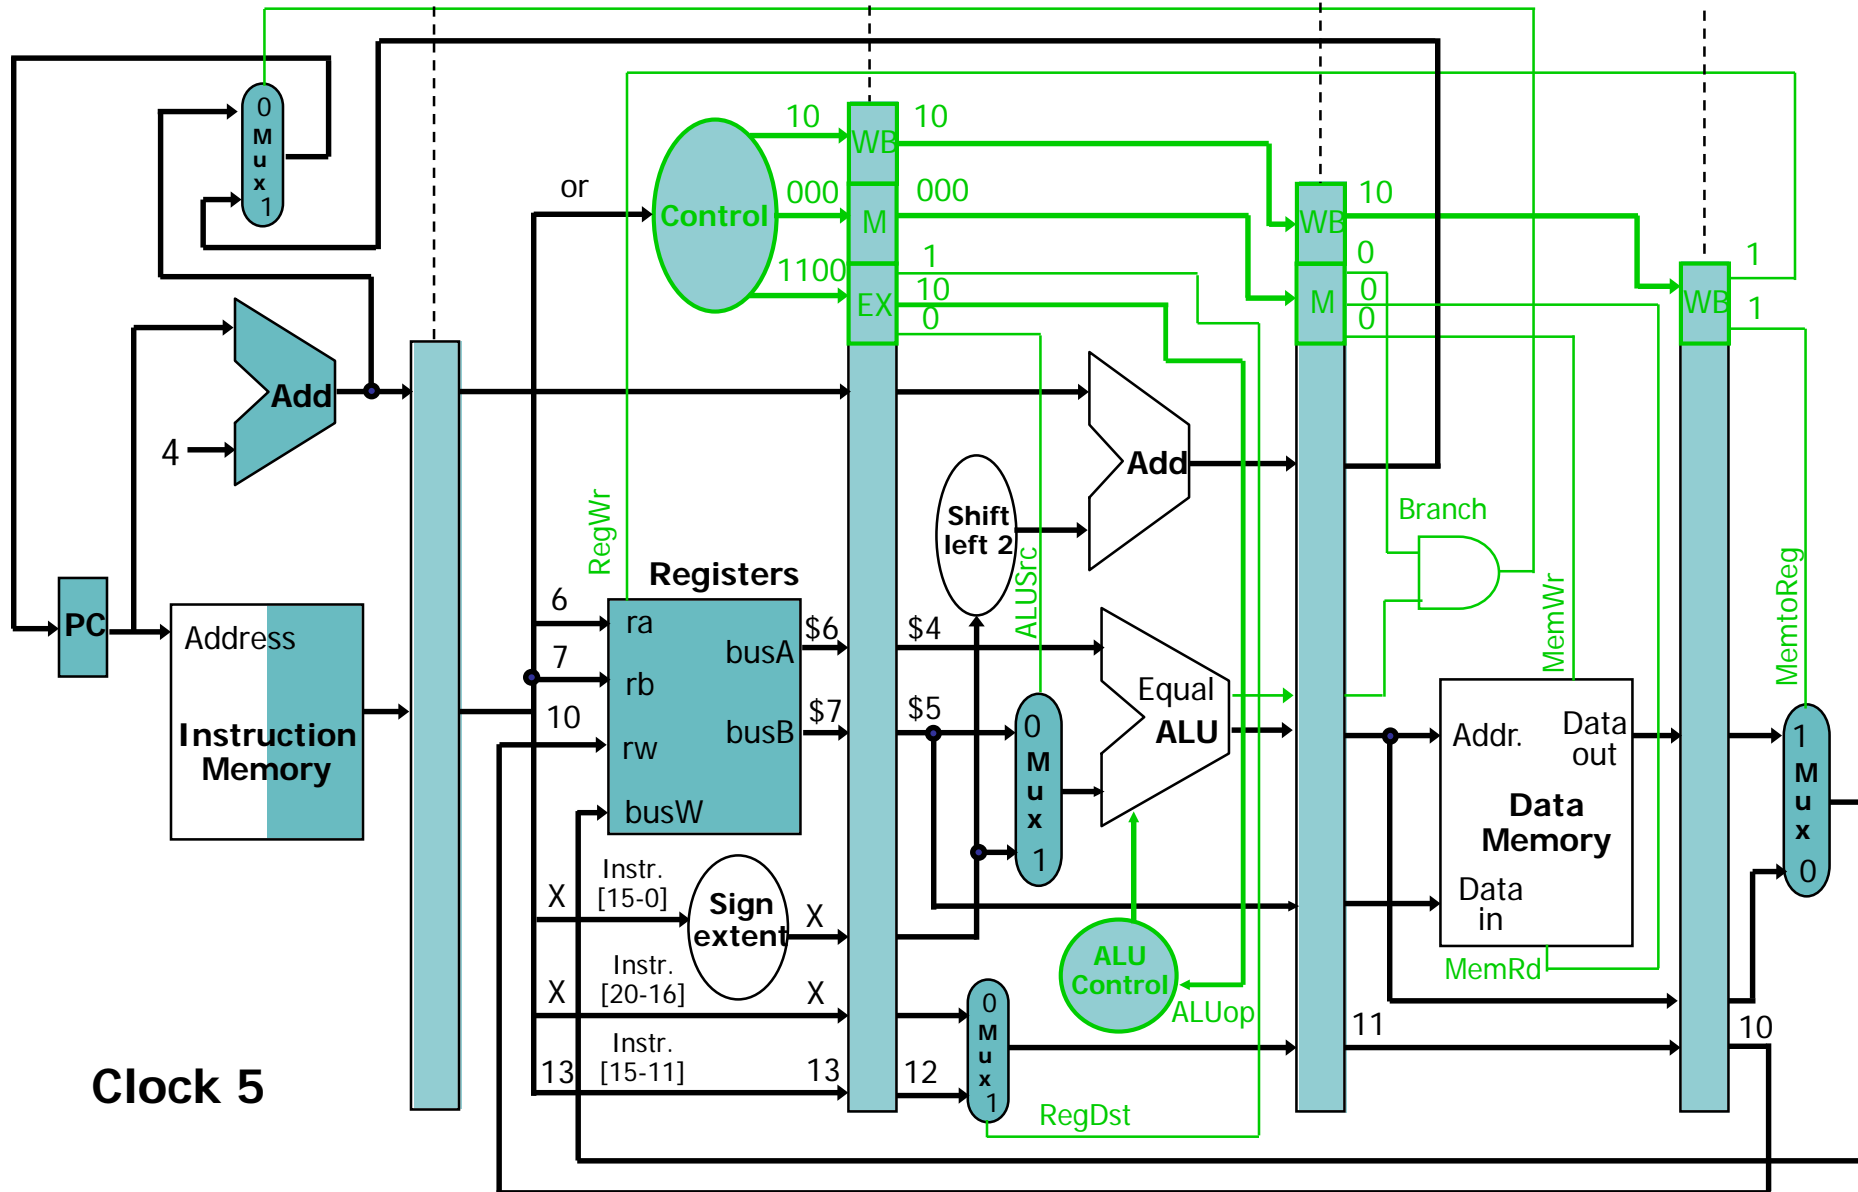 0
M
u
x
1
or
Control
10
WB
10
000
M
000
1100
EX
1
10
0
WB
10
M
0
0
0
WB
1
1
Add
4
Add
Shift
left 2
RegWr
ALUSrc
Branch
MemWr
MemtoReg
PC
Address
Instruction
Memory
Registers
6
ra
7
rb
10
rw
busW
busA
busB
$6
$7
$4
$5
0
M
u
x
1
Equal
ALU
Addr.
Data
out
Data
Memory
Data
in
MemRd
1
M
u
x
0
X
Instr.
[15-0]
Sign
extent
X
X
Instr.
[20-16]
X
13
Instr.
[15-11]
13
12
0
M
u
x
1
ALU
Control
ALUop
RegDst
11
10
Clock 5